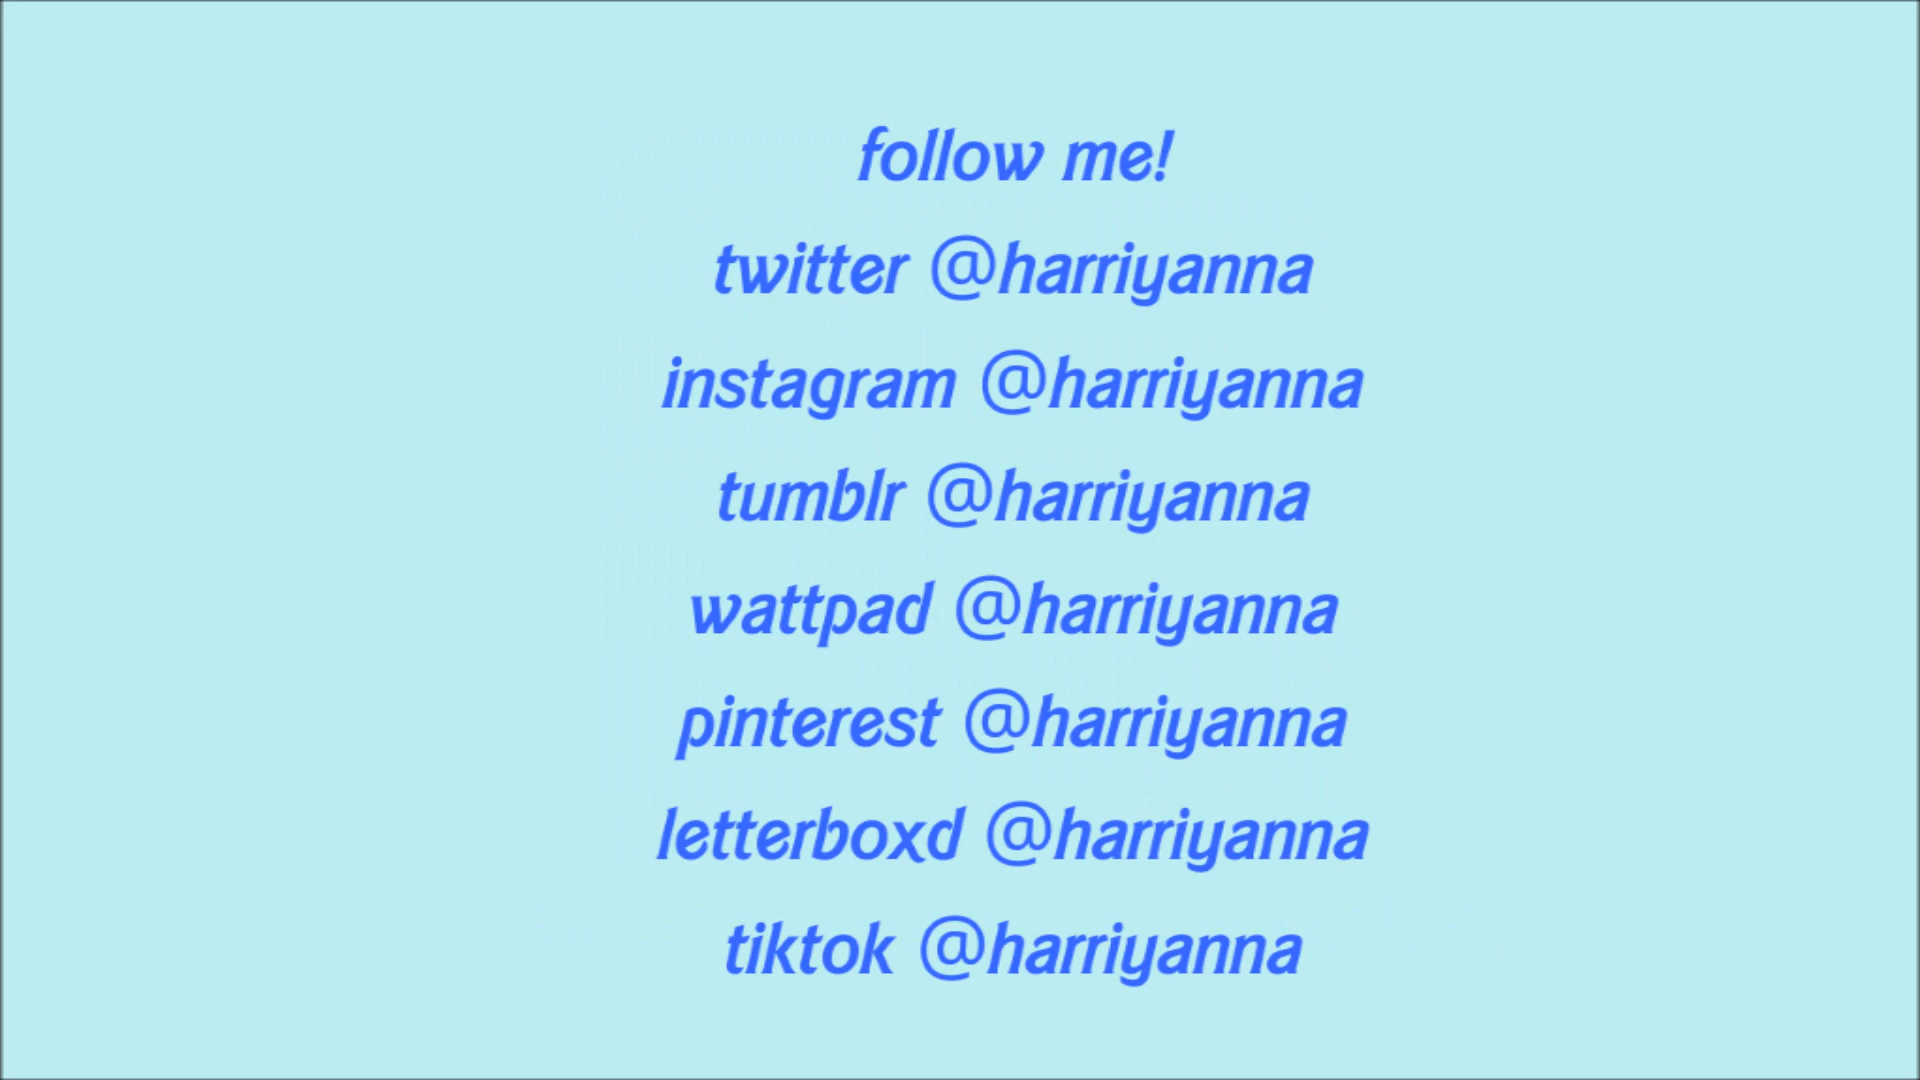 follow me!
twitter @harriyanna
instagram @harriyanna
tumblr @harriyanna
wattpad @harriyanna
pinterest @harriyanna
letterboxd @harriyanna
tiktok @harriyanna